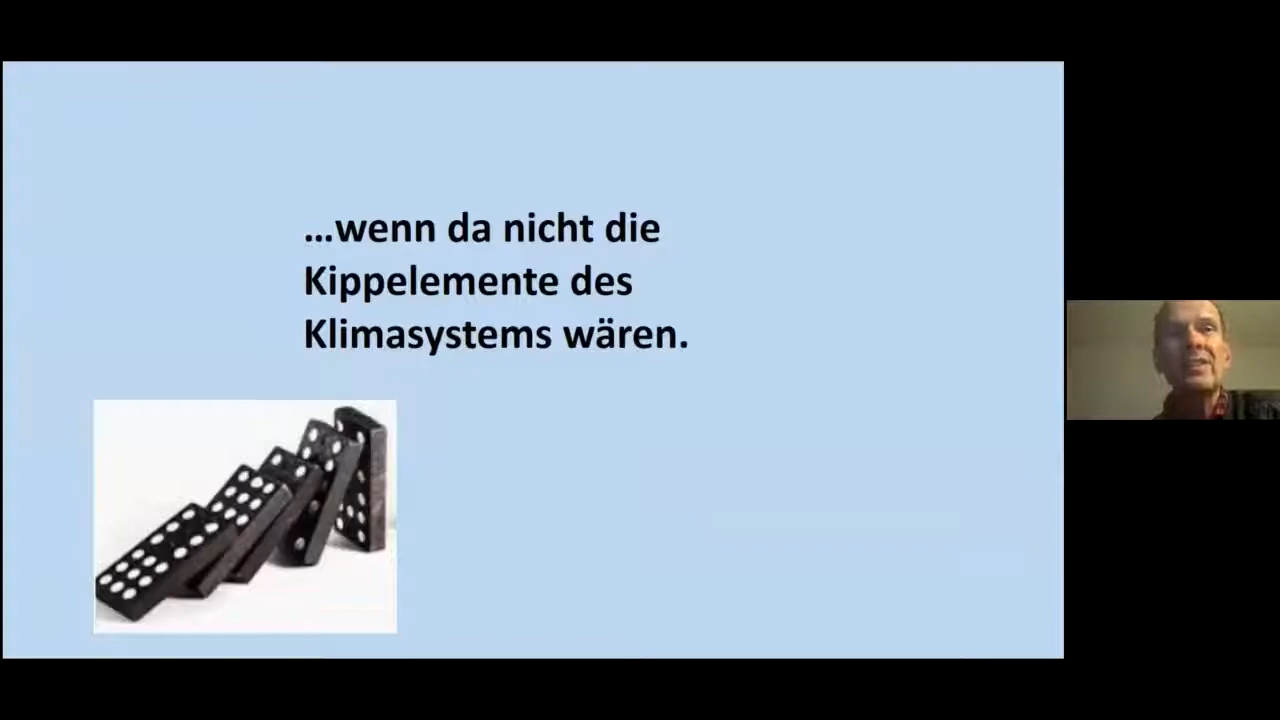 …wenn da nicht die
Kippelemente des
Klimasystems wären.